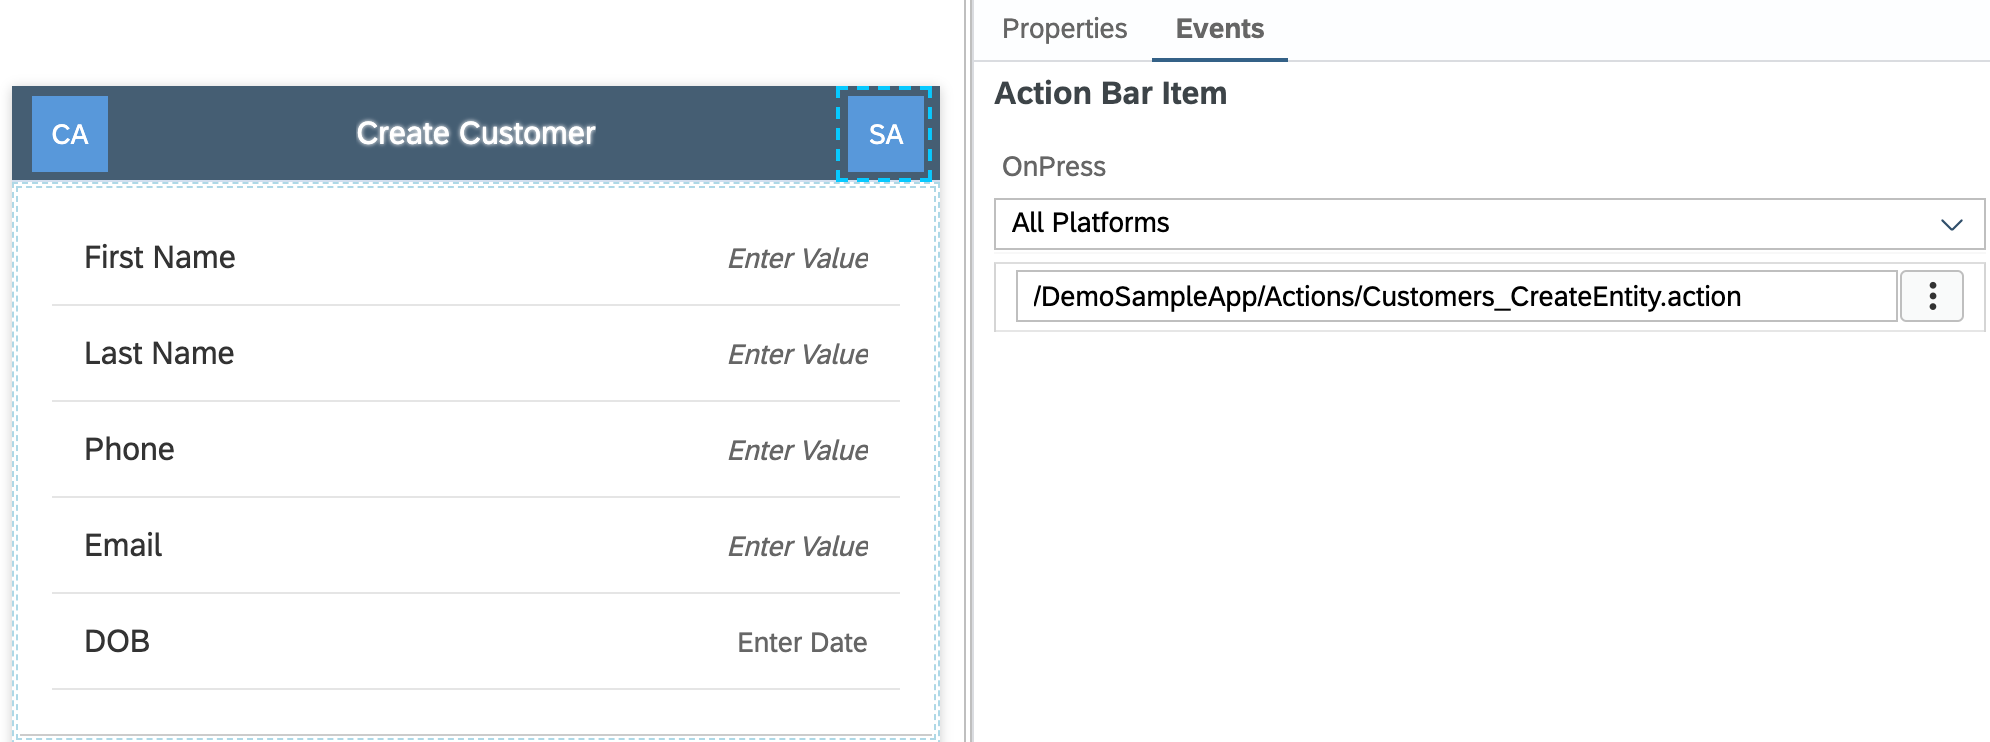 CA
Create Customer
SA
First Name
Enter Value
Last Name
Enter Value
Phone
Enter Value
Email
Enter Value
DOB
Enter Date
Properties
Events
Action Bar Item
OnPress
All Platforms
/DemoSampleApp/Actions/Customers_CreateEntity.action